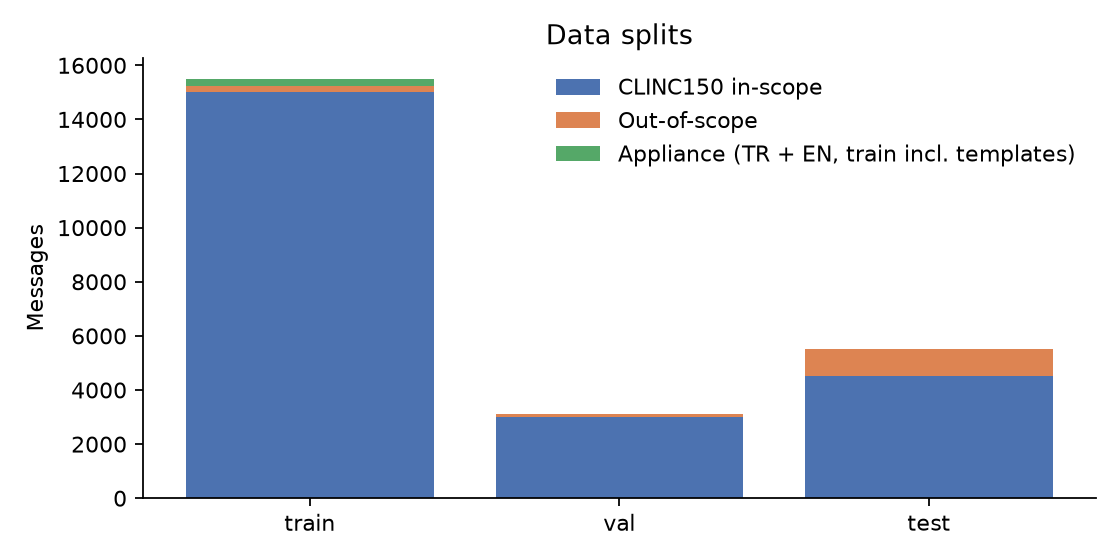 Data splits
CLINC150 in-scope
Out-of-scope
Appliance (TR + EN, train incl. templates)
Messages
16000
14000
12000
10000
8000
6000
4000
2000
0
train val test